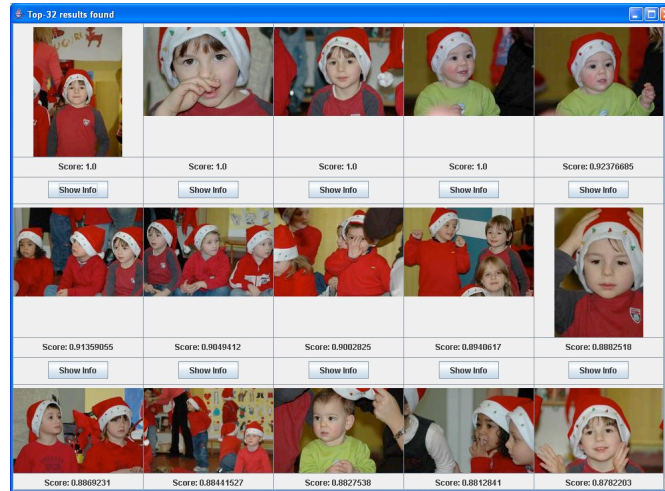 Top-32 results found
Score: 1.0
Score: 1.0
Score: 1.0
Score: 1.0
Score: 0.92376685
Show Info
Show Info
Show Info
Show Info
Show Info
Score: 0.91359055
Score: 0.9049412
Score: 0.9002825
Score: 0.8940617
Score: 0.8882518
Show Info
Show Info
Show Info
Show Info
Show Info
Score: 0.8869231
Score: 0.88441527
Score: 0.8827538
Score: 0.8812841
Score: 0.8782203